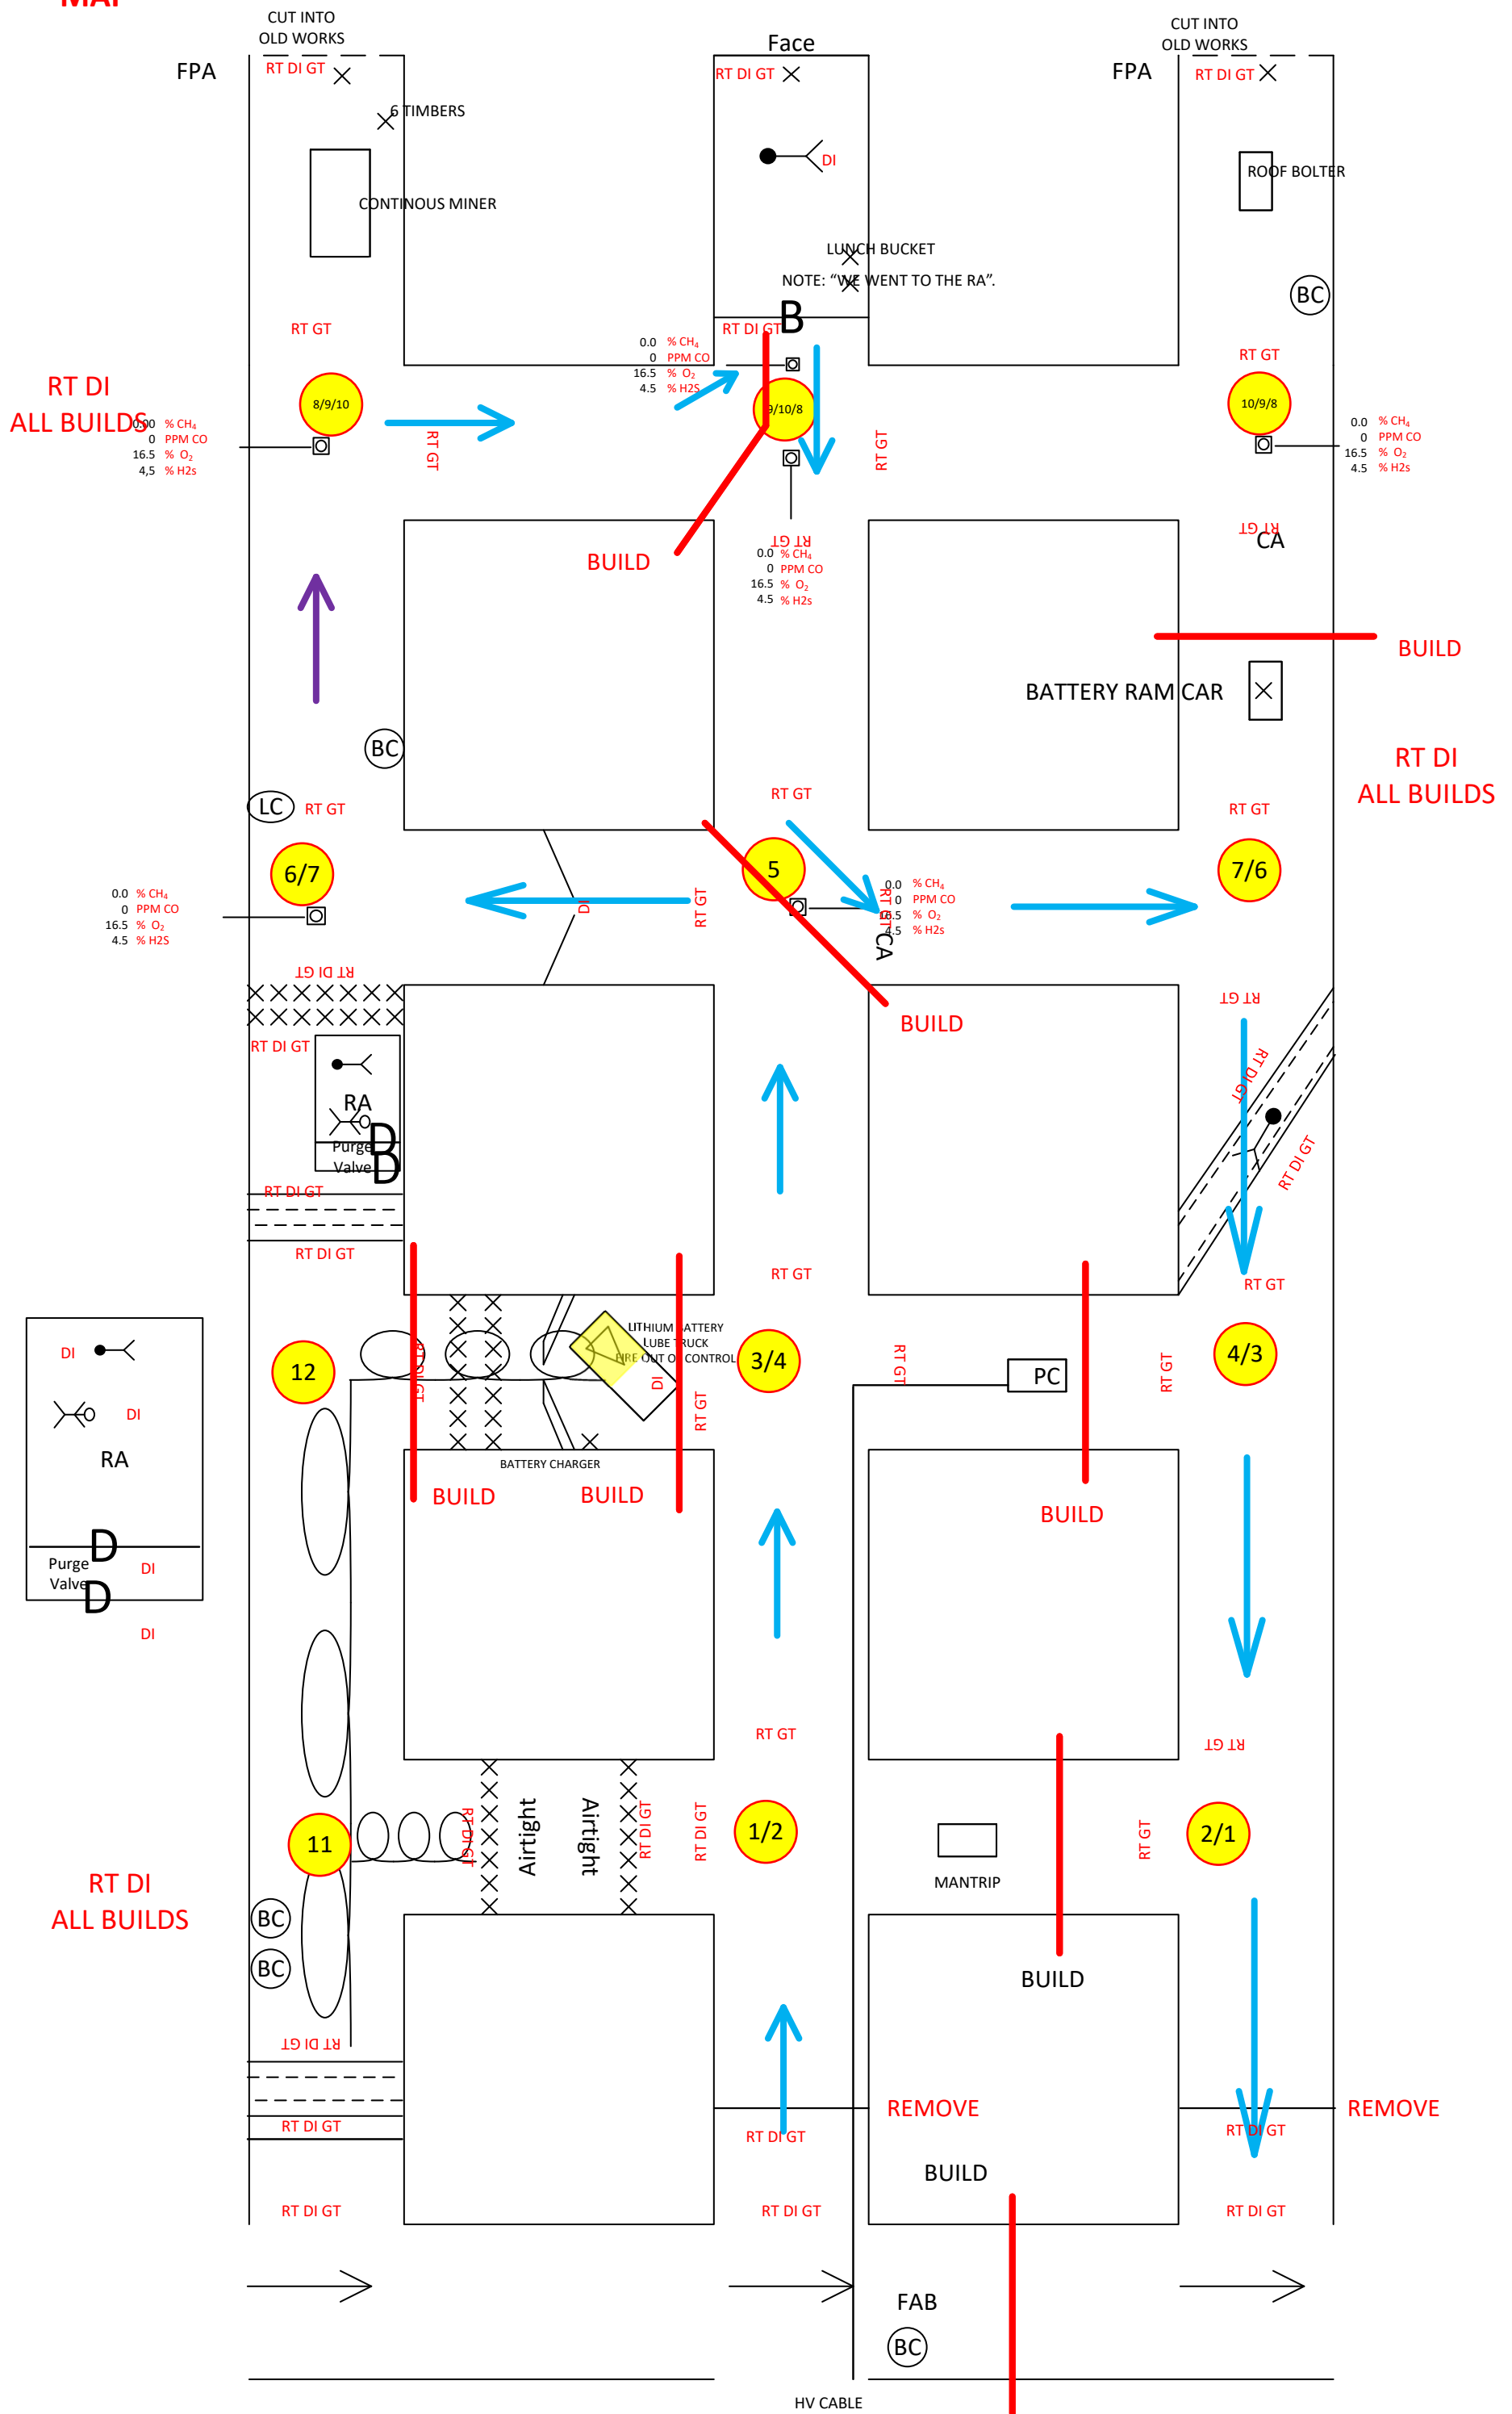 MAP
CUT INTO
OLD WORKS
Face
CUT INTO
OLD WORKS
FPA
RT DI GT
RT DI GT
FPA
RT DI GT
6 TIMBERS
DI
ROOF BOLTER
CONTINOUS MINER
LUNCH BUCKET
NOTE: “WE WENT TO THE RA”.
BC
B
RT GT
RT DI GT
RT GT
0.0 % CH4
0 PPM CO
16.5 % O2
4.5 % H2S
RT DI
ALL BUILDS
8/9/10
9/10/8
10/9/8
0.00 % CH4
0 PPM CO
16.5 % O2
4,5 % H2s
RT GT
RT GT
0.0 % CH4
0 PPM CO
16.5 % O2
4.5 % H2s
RT GT
CA
RT GT
0.0 % CH4
0 PPM CO
16.5 % O2
4.5 % H2s
BUILD
BUILD
BATTERY RAM CAR
BC
RT DI
ALL BUILDS
LC
RT GT
RT GT
RT GT
6/7
5
7/6
0.0 % CH4
0 PPM CO
16.5 % O2
4.5 % H2S
DI
RT GT
RT GT
0.0 % CH4
0 PPM CO
16.5 % O2
4.5 % H2s
CA
RT DI GT
RT GT
BUILD
RT DI GT
RT DI GT
RA
D
Purge
Valve
D
RT DI GT
RT DI GT
RT DI GT
RT GT
RT GT
LITHIUM BATTERY
LUBE TRUCK
FIRE OUT OF CONTROL
DI
12
RT DI GT
DI
RT GT
3/4
RT GT
PC
RT GT
4/3
DI
RA
BATTERY CHARGER
BUILD
BUILD
BUILD
D
Purge
Valve
DI
D
DI
RT GT
RT GT
11
RT DI GT
Airtight
Airtight
RT DI GT
RT DI GT
1/2
MANTRIP
RT GT
2/1
RT DI
ALL BUILDS
BC
BC
BUILD
RT DI GT
REMOVE
REMOVE
RT DI GT
RT DI GT
RT DI GT
BUILD
RT DI GT
RT DI GT
RT DI GT
FAB
BC
HV CABLE